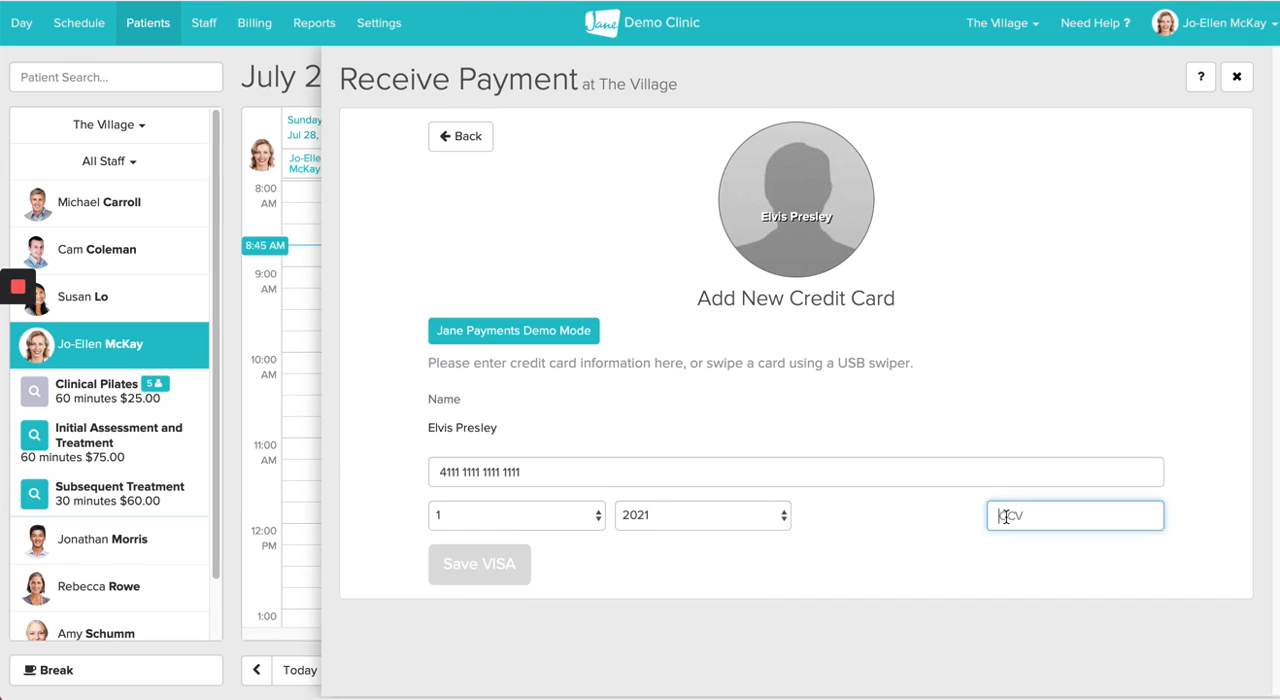 Day Schedule Patients Staff Billing Reports Settings
Jane Demo Clinic
The Village Need Help ? Jo-Ellen McKay
Patient Search...
The Village
All Staff
Michael Carroll
Cam Coleman
Susan Lo
Jo-Ellen McKay
Clinical Pilates 5
60 minutes $25.00
Initial Assessment and
Treatment
60 minutes $75.00
Subsequent Treatment
30 minutes $60.00
Jonathan Morris
Rebecca Rowe
Amy Schumm
Break
July 2
Sunday
Jul 28,
Jo-Elle
McKay
8:00
AM
8:45 AM
9:00
AM
10:00
AM
11:00
AM
12:00
PM
1:00
Today
Receive Payment at The Village
?
Back
Elvis Presley
Add New Credit Card
Jane Payments Demo Mode
Please enter credit card information here, or swipe a card using a USB swiper.
Name
Elvis Presley
4111 1111 1111 1111
1 2021
Save VISA